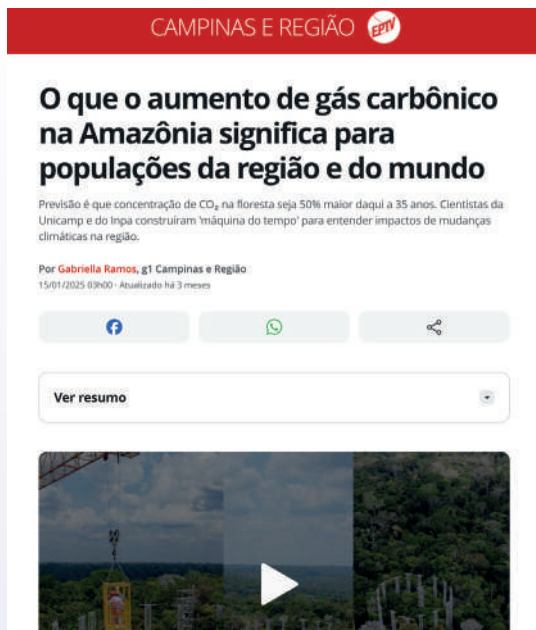 CAMPINAS E REGIÃO EPTV
O que o aumento de gás carbônico
na Amazônia significa para
populações da região e do mundo
Previsão é que concentração de CO₂ na floresta seja 50% maior daqui a 35 anos. Cientistas da
Unicamp e do Inpa construíram 'máquina do tempo' para entender impactos de mudanças
climáticas na região.
Por Gabriella Ramos, g1 Campinas e Região
15/01/2025 03h00 · Atualizado há 3 meses
Ver resumo